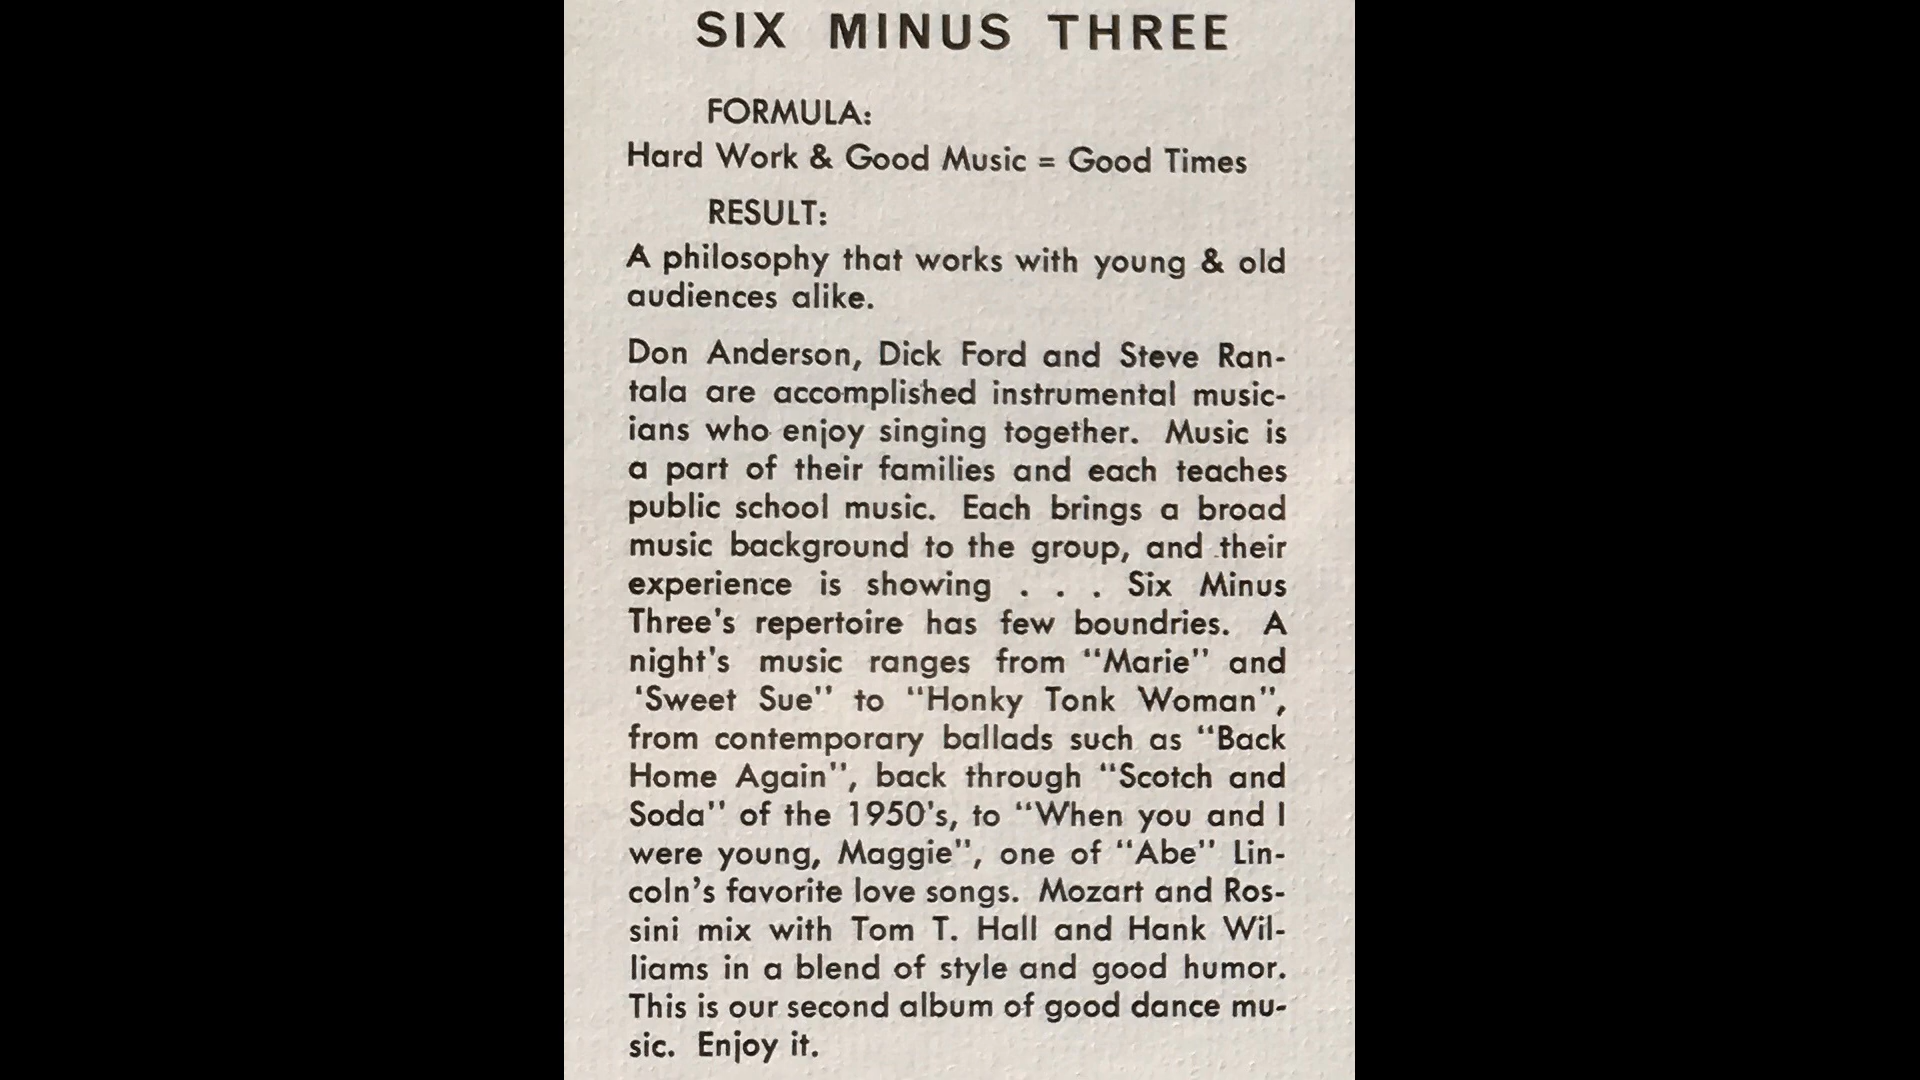 SIX MINUS THREE
FORMULA:
Hard Work & Good Music = Good Times
RESULT:
A philosophy that works with young & old
audiences alike.
Don Anderson, Dick Ford and Steve Ran-
tala are accomplished instrumental music-
ians who enjoy singing together. Music is
a part of their families and each teaches
public school music. Each brings a broad
music background to the group, and their
experience is showing . . . Six Minus
Three's repertoire has few boundries. A
night's music ranges from "Marie" and
'Sweet Sue" to "Honky Tonk Woman",
from contemporary ballads such as "Back
Home Again", back through "Scotch and
Soda" of the 1950's, to "When you and I
were young, Maggie", one of "Abe" Lin-
coln's favorite love songs. Mozart and Ros-
sini mix with Tom T. Hall and Hank Wil-
liams in a blend of style and good humor.
This is our second album of good dance mu-
sic. Enjoy it.